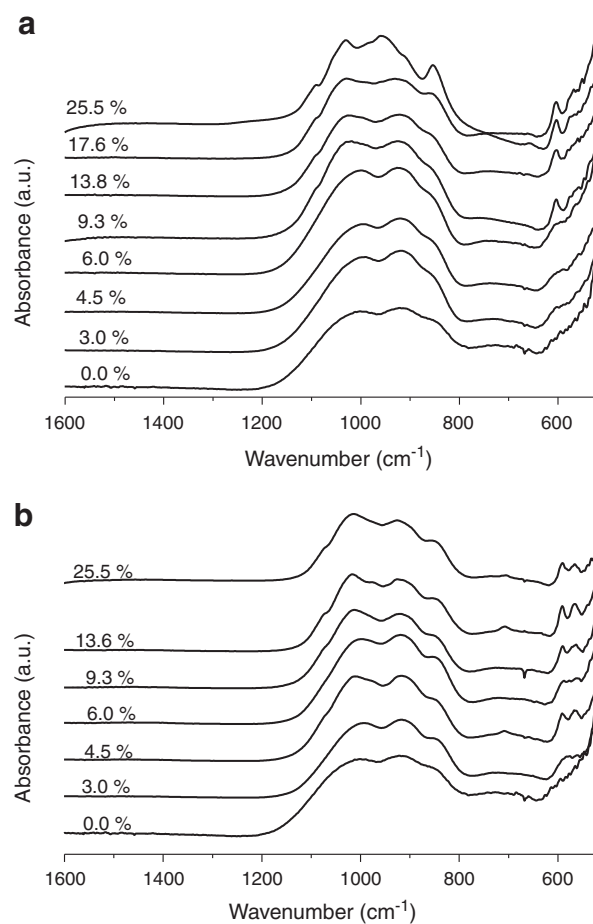 a
25.5 %
17.6 %
13.8 %
9.3 %
6.0 %
4.5 %
3.0 %
0.0 %
Absorbance (a.u.)
1600 1400 1200 1000 800 600
Wavenumber (cm-1)
b
25.5 %
13.6 %
9.3 %
6.0 %
4.5 %
3.0 %
0.0 %
Absorbance (a.u.)
1600 1400 1200 1000 800 600
Wavenumber (cm-1)